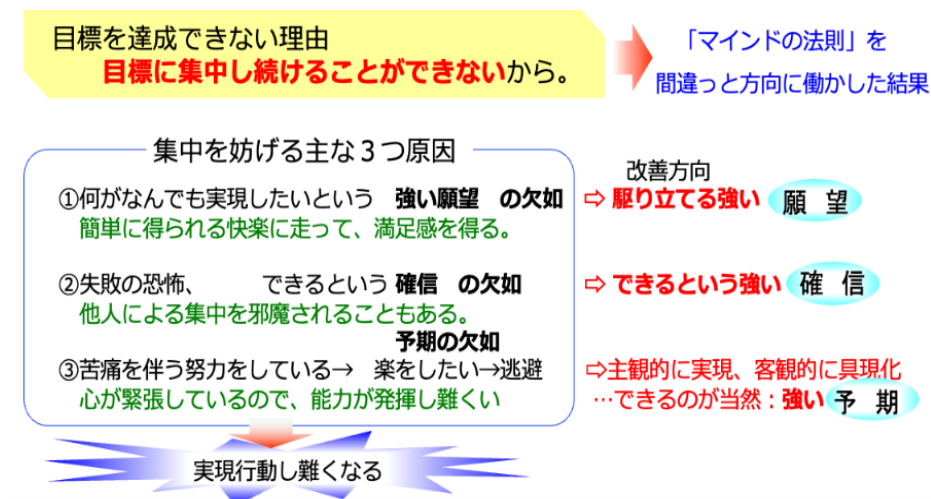 目標を達成できない理由
目標に集中し続けることができないから。
「マインドの法則」を
間違っと方向に働かした結果
集中を妨げる主な３つ原因
改善方向
①何がなんでも実現したいという 強い願望 の欠如
⇨ 駆り立てる強い 願 望
簡単に得られる快楽に走って、満足感を得る。
②失敗の恐怖、 できるという 確信 の欠如
⇨ できるという強い 確 信
他人による集中を邪魔されることもある。
予期の欠如
③苦痛を伴う努力をしている→ 楽をしたい→逃避
⇨主観的に実現、客観的に具現化
心が緊張しているので、能力が発揮し難くい
…できるのが当然：強い 予 期
実現行動し難くなる